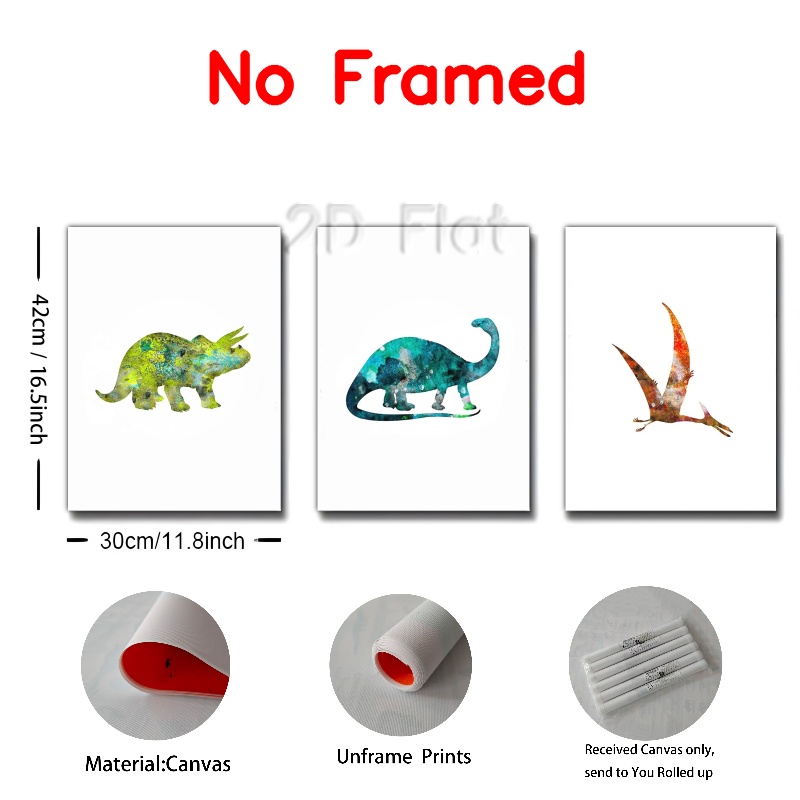 No Framed
2D Flat
42cm / 16.5inch
30cm/11.8inch
Material:Canvas
Unframe Prints
Received Canvas only,
send to You Rolled up